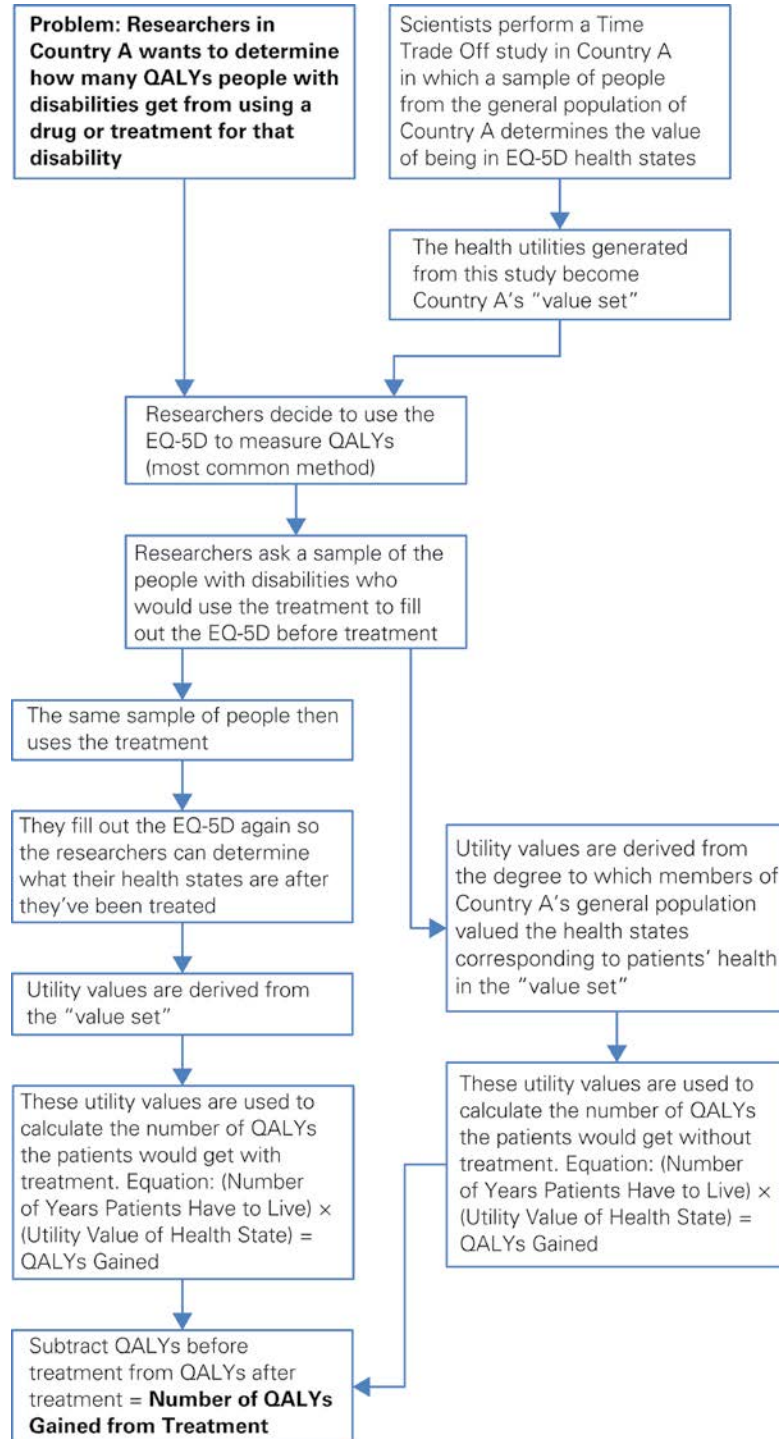 Problem: Researchers in
Country A wants to determine
how many QALYs people with
disabilities get from using a
drug or treatment for that
disability
Scientists perform a Time
Trade Off study in Country A
in which a sample of people
from the general population of
Country A determines the value
of being in EQ-5D health states
The health utilities generated
from this study become
Country A's “value set”
Researchers decide to use the
EQ-5D to measure QALYs
(most common method)
Researchers ask a sample of the
people with disabilities who
would use the treatment to fill
out the EQ-5D before treatment
The same sample of people then
uses the treatment
They fill out the EQ-5D again so
the researchers can determine
what their health states are after
they've been treated
Utility values are derived from
the “value set”
These utility values are used to
calculate the number of QALYs
the patients would get with
treatment. Equation: (Number
of Years Patients Have to Live) ×
(Utility Value of Health State) =
QALYs Gained
Utility values are derived from
the degree to which members of
Country A's general population
valued the health states
corresponding to patients' health
in the “value set”
These utility values are used to
calculate the number of QALYs
the patients would get without
treatment. Equation: (Number
of Years Patients Have to Live) ×
(Utility Value of Health State) =
QALYs Gained
Subtract QALYs before
treatment from QALYs after
treatment = Number of QALYs
Gained from Treatment